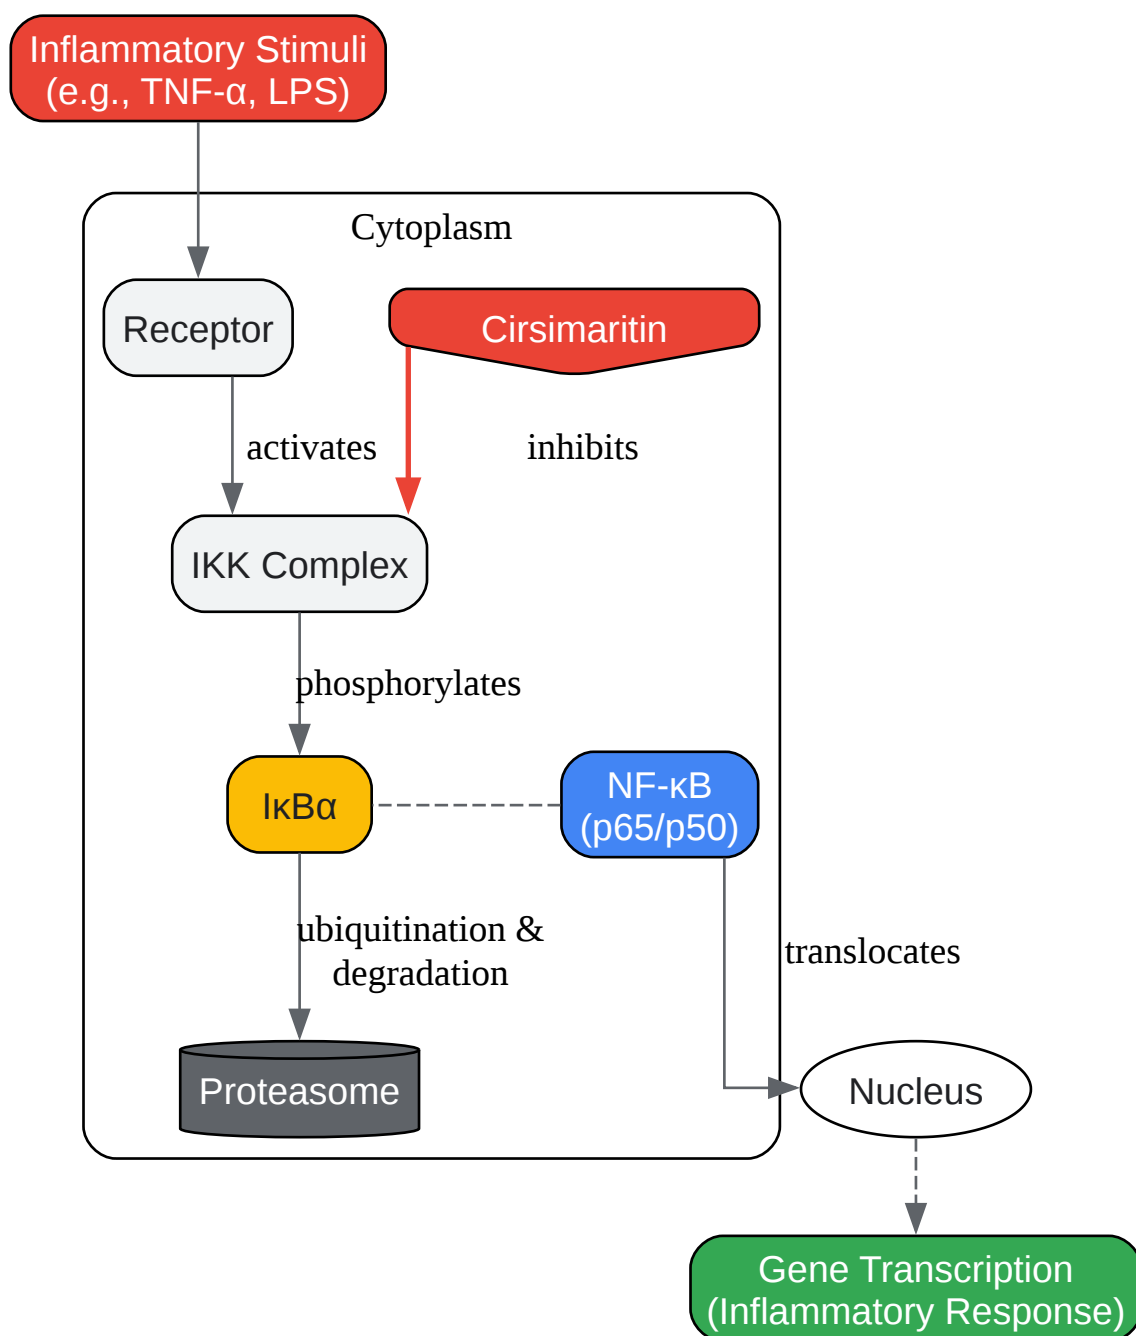 Inflammatory Stimuli
(e.g., TNF-α, LPS)
Cytoplasm
Receptor
Cirsimaritin
activates
inhibits
IKK Complex
phosphorylates
IκBα
NF-κB
(p65/p50)
ubiquitination &
degradation
translocates
Proteasome
Nucleus
Gene Transcription
(Inflammatory Response)